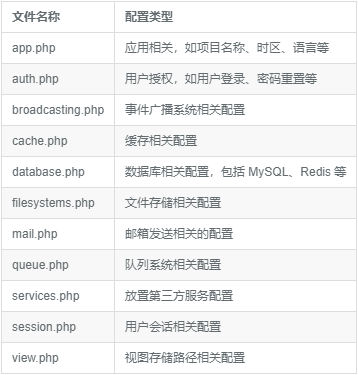 文件名称 配置类型
app.php 应用相关，如项目名称、时区、语言等
auth.php 用户授权，如用户登录、密码重置等
broadcasting.php 事件广播系统相关配置
cache.php 缓存相关配置
database.php 数据库相关配置，包括 MySQL、Redis 等
filesystems.php 文件存储相关配置
mail.php 邮箱发送相关的配置
queue.php 队列系统相关配置
services.php 放置第三方服务配置
session.php 用户会话相关配置
view.php 视图存储路径相关配置